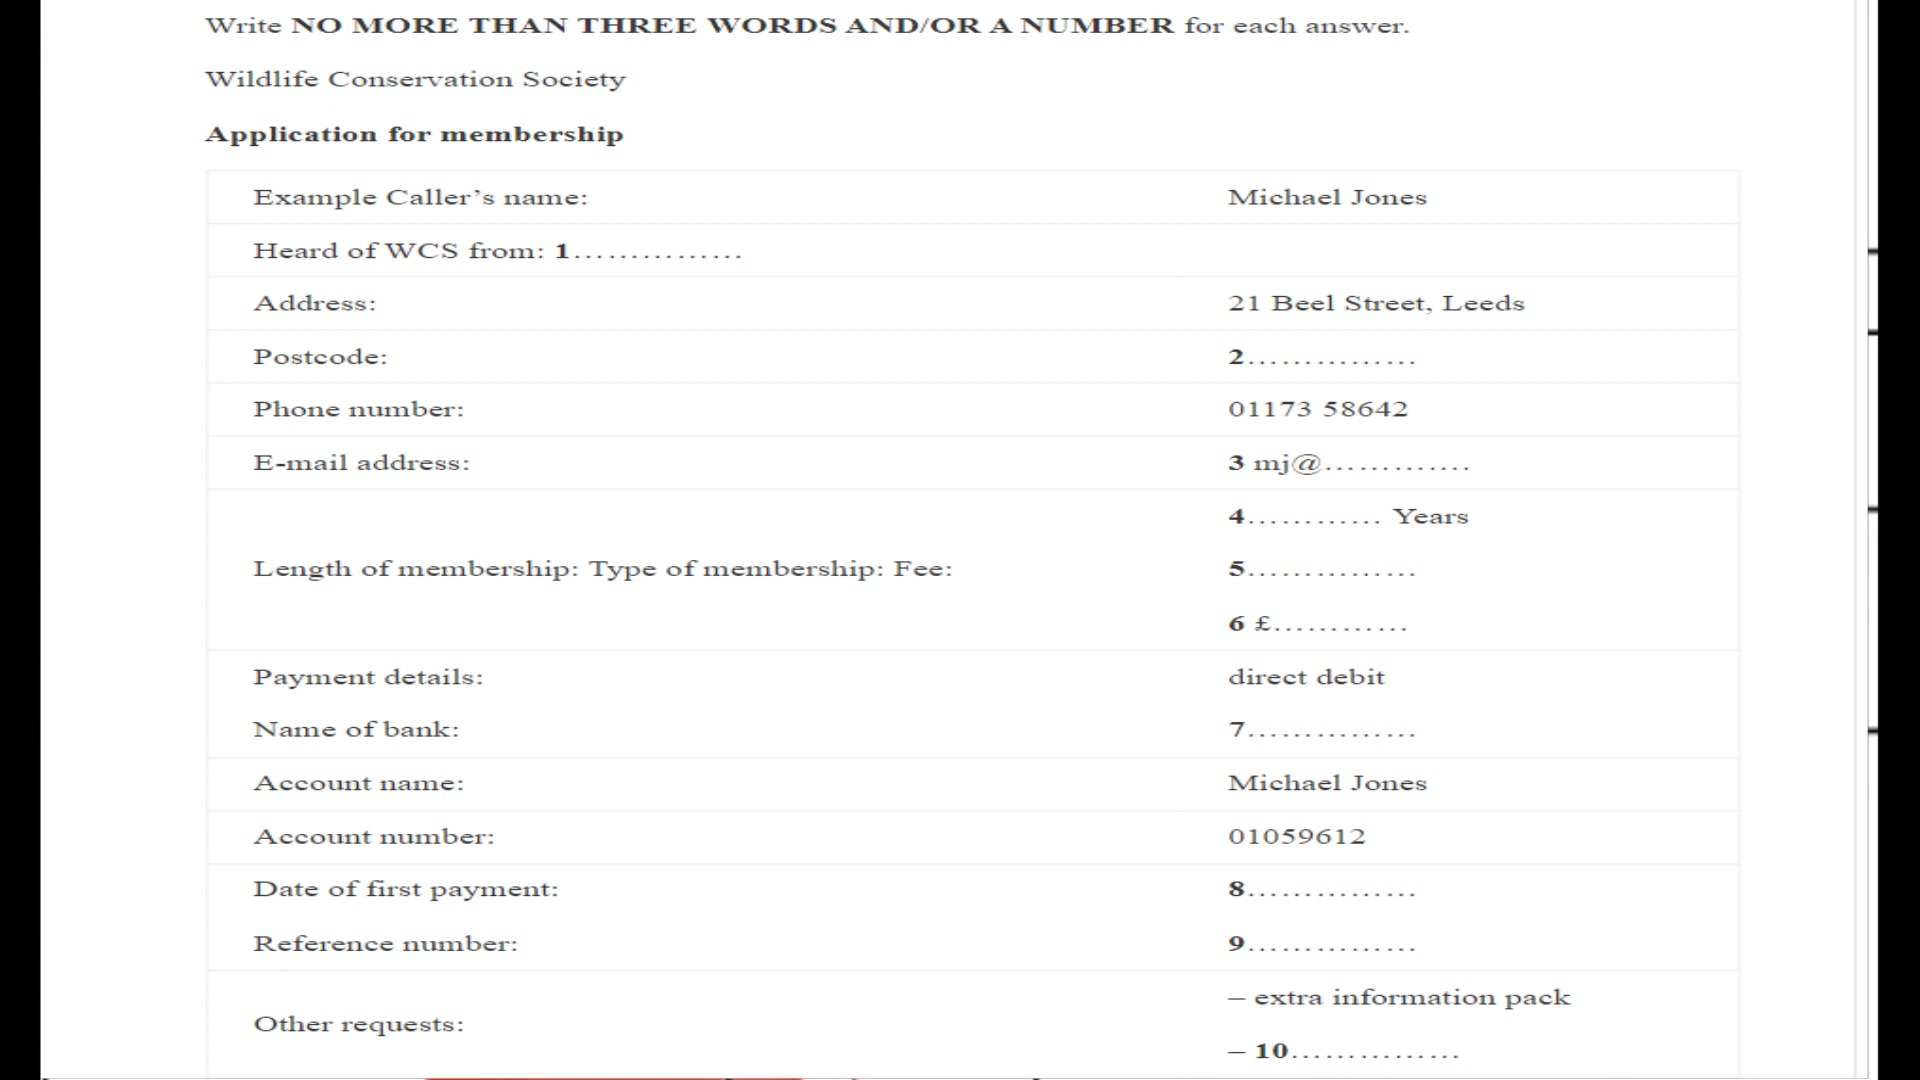 Write NO MORE THAN THREE WORDS AND/OR A NUMBER for each answer.
Wildlife Conservation Society
Application for membership
Example Caller’s name: Michael Jones
Heard of WCS from: 1……………
Address: 21 Beel Street, Leeds
Postcode: 2……………
Phone number: 01173 58642
E-mail address: 3 mj@………….
4………… Years
Length of membership: Type of membership: Fee: 5……………
6 £…………
Payment details: direct debit
Name of bank: 7……………
Account name: Michael Jones
Account number: 01059612
Date of first payment: 8……………
Reference number: 9……………
– extra information pack
Other requests:
– 10……………